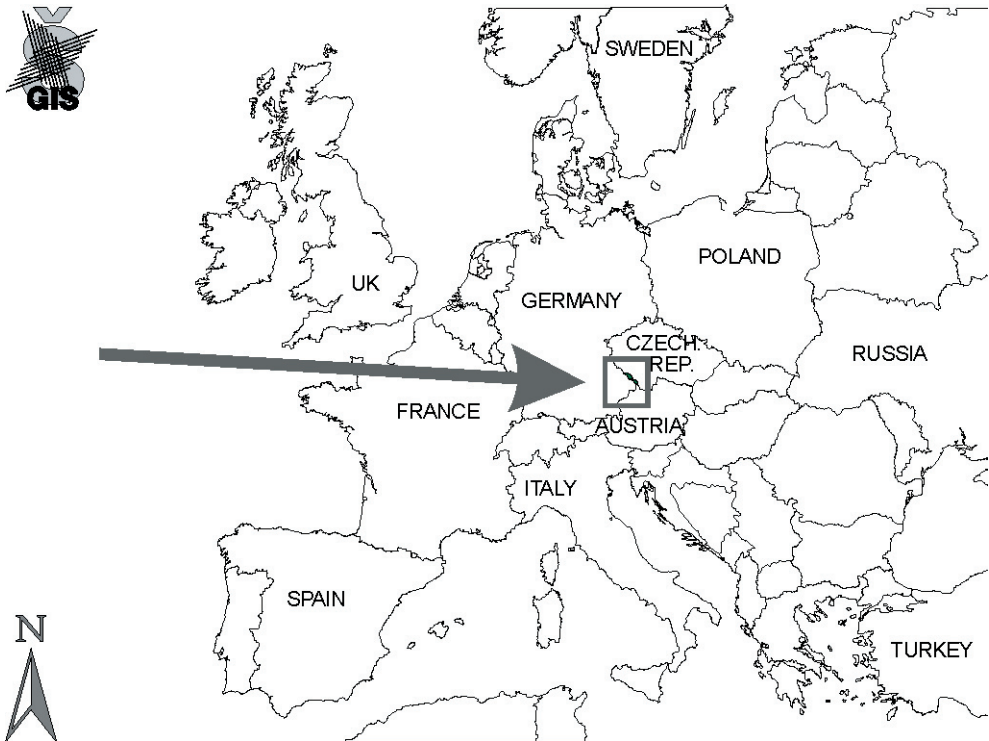 GIS
SWEDEN
POLAND
UK
GERMANY
CZECH.
REP.
RUSSIA
FRANCE
AUSTRIA
ITALY
SPAIN
N
TURKEY